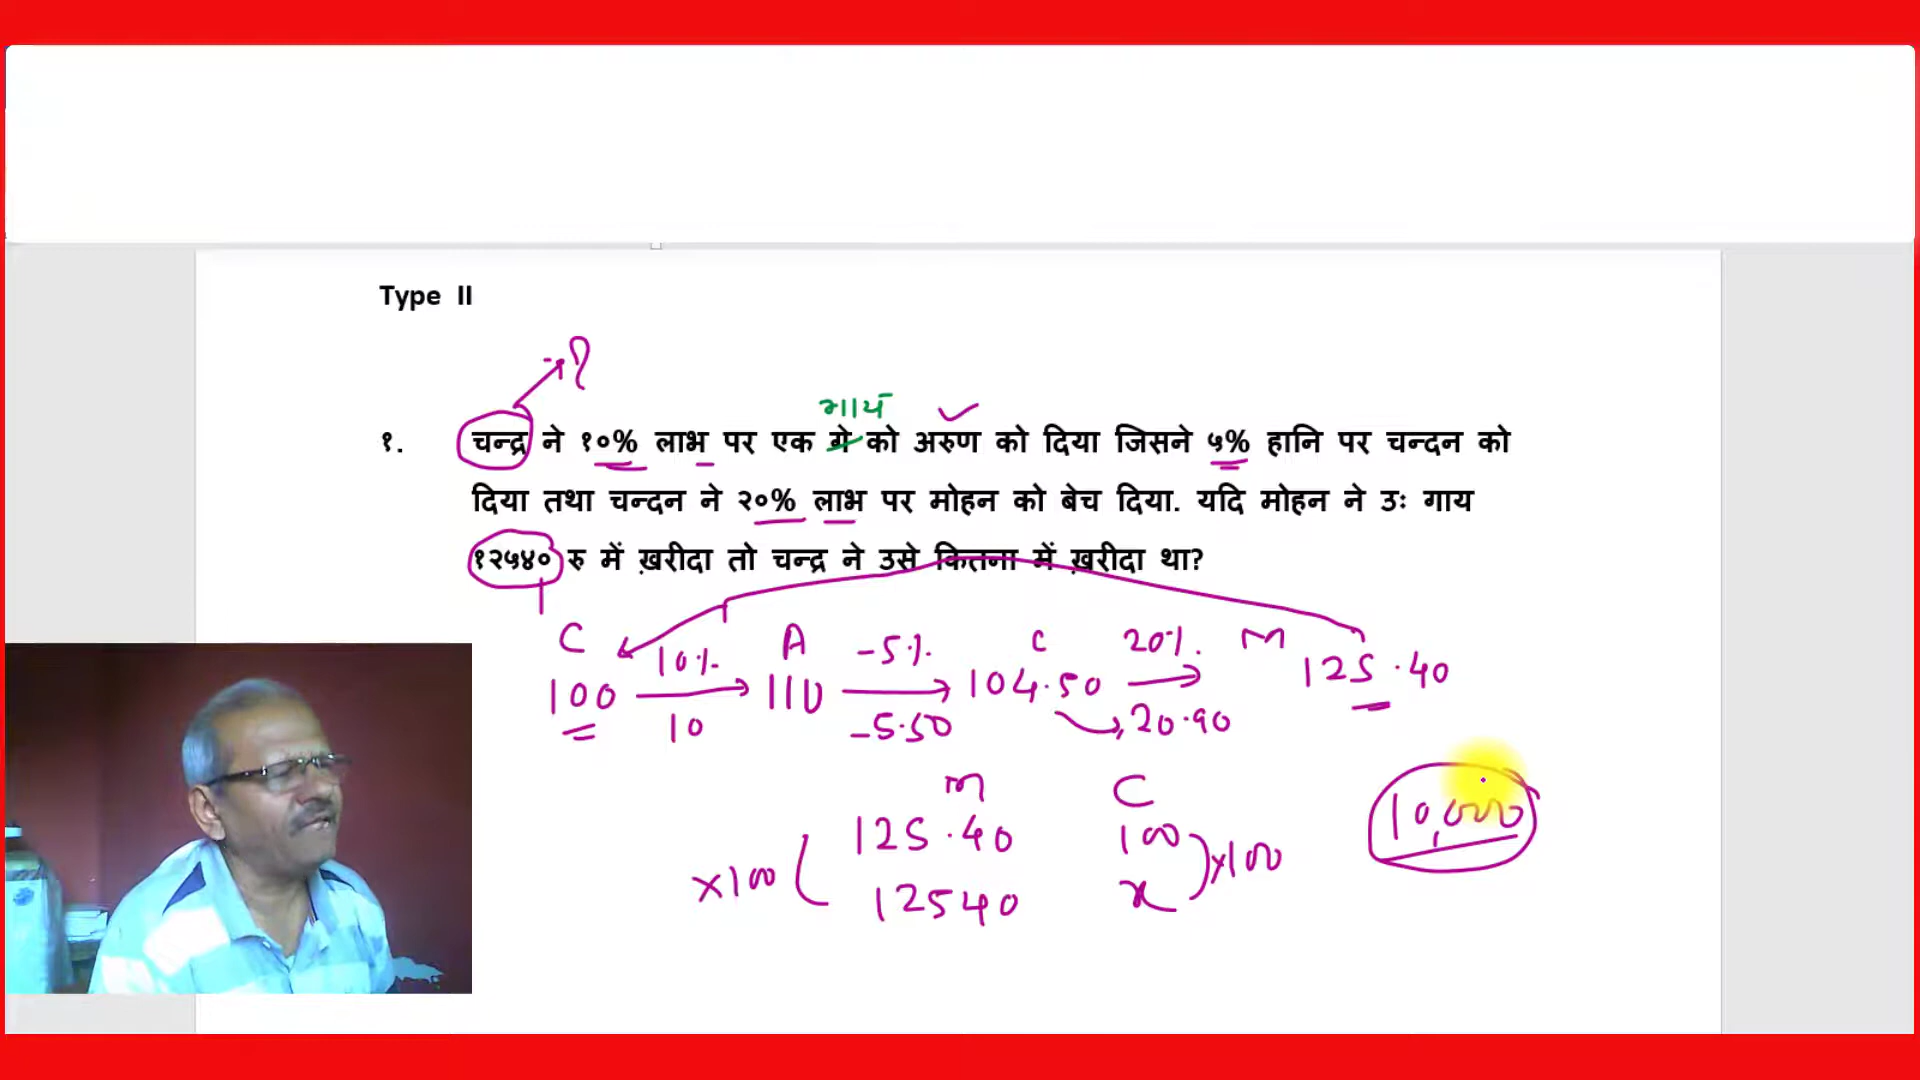 Type II
?
गाय
१. चन्द्र ने १०% लाभ पर एक गे को अरुण को दिया जिसने ५% हानि पर चन्दन को
दिया तथा चन्दन ने २०% लाभ पर मोहन को बेच दिया. यदि मोहन ने उः गाय
१२५४० रु में ख़रीदा तो चन्द्र ने उसे कितना में ख़रीदा था?
C 10% A -5% C 20% M
100 110 104.50 125.40
10 -5.50 20.90
M C
125.40 100 10,000
×100 ×100
12540 x